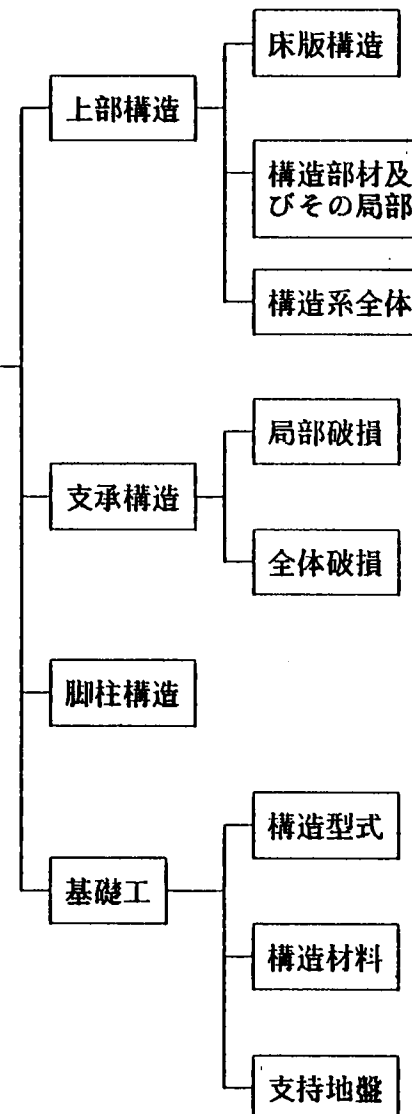 上部構造
床版構造
構造部材及
びその局部
構造系全体
支承構造
局部破損
全体破損
脚柱構造
基礎工
構造型式
構造材料
支持地盤